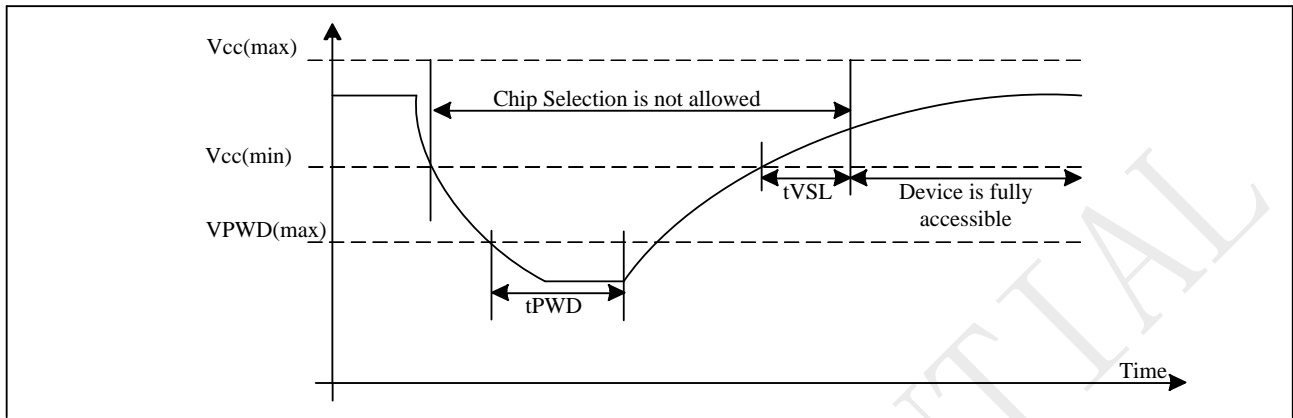 Vcc(max)
Chip Selection is not allowed
Vcc(min)
tVSL
Device is fully
accessible
VPWD(max)
tPWD
Time